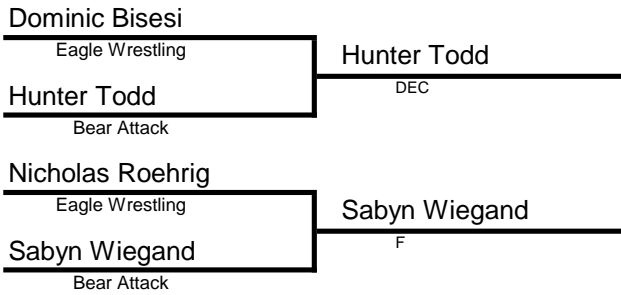 Dominic Bisesi
Eagle Wrestling
Hunter Todd
DEC
Hunter Todd
Bear Attack
Nicholas Roehrig
Eagle Wrestling
Sabyn Wiegand
F
Sabyn Wiegand
Bear Attack